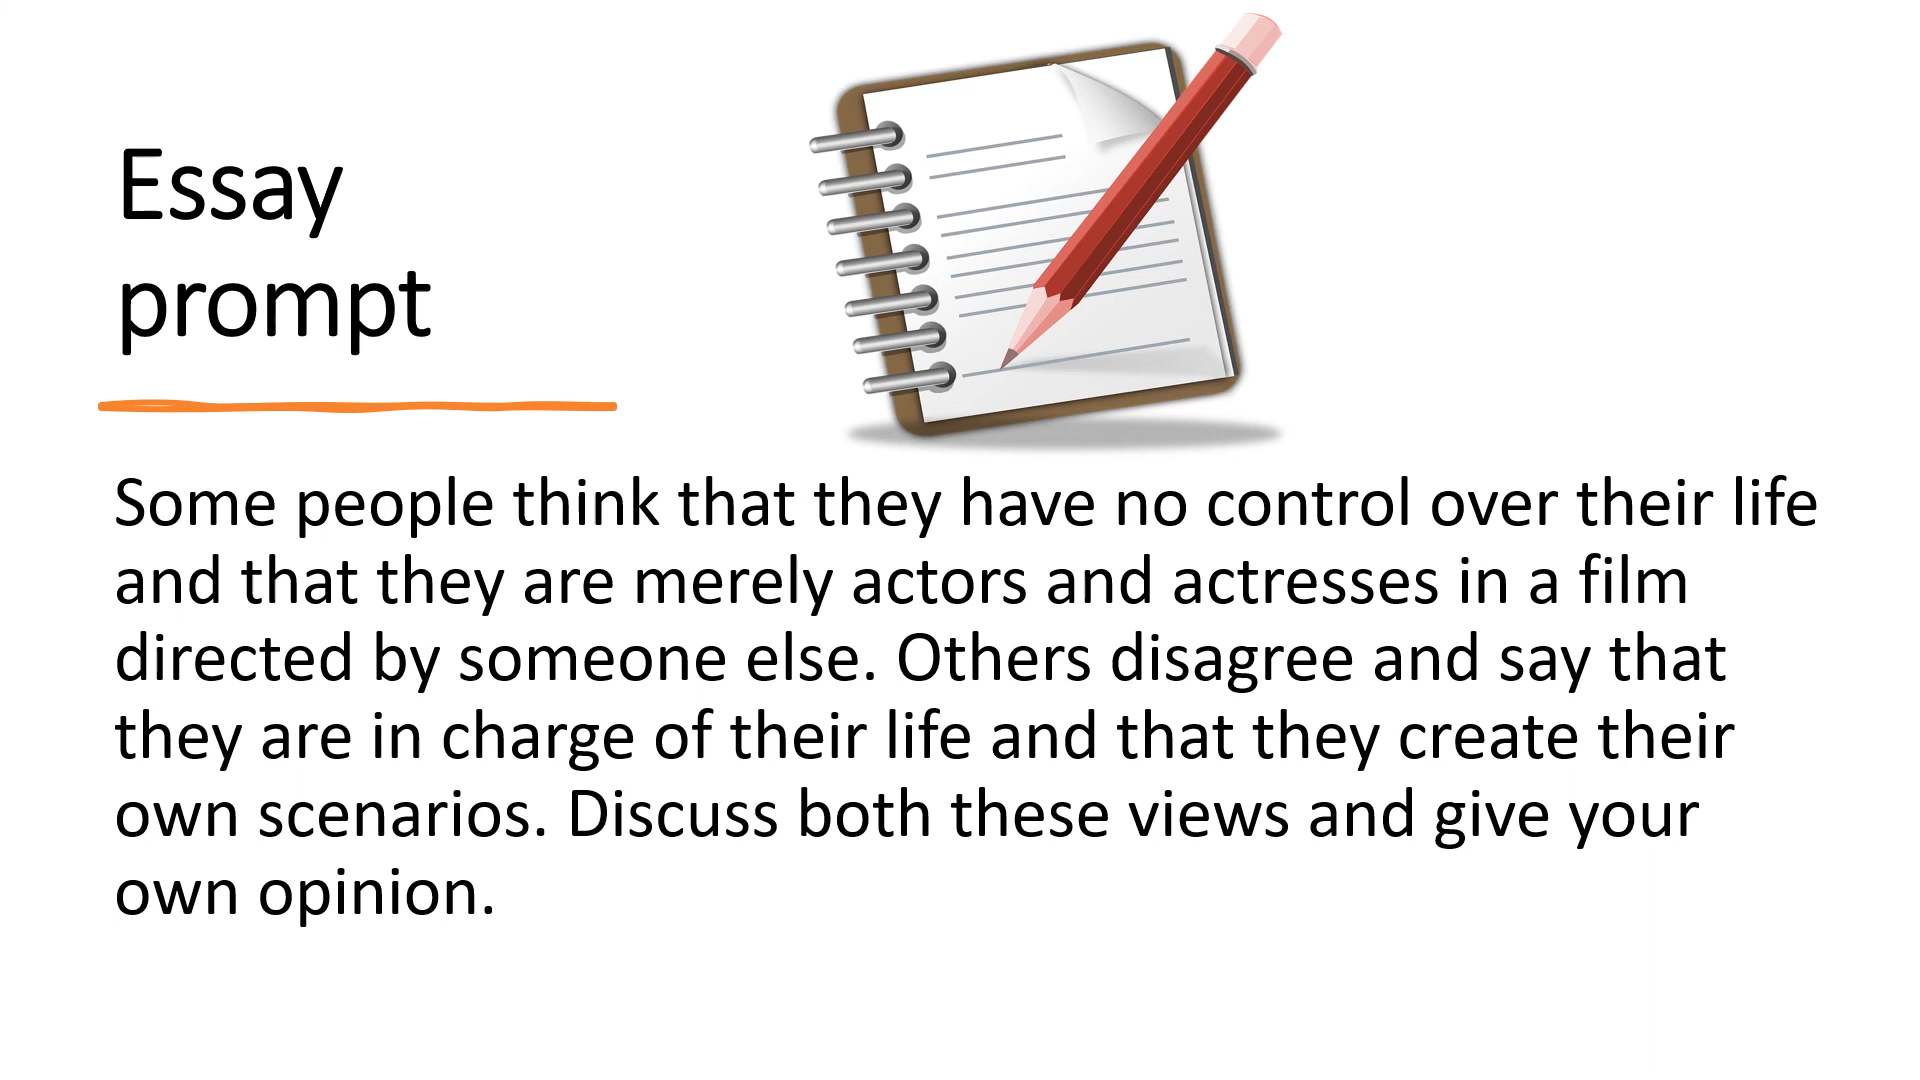 Essay
prompt
Some people think that they have no control over their life
and that they are merely actors and actresses in a film
directed by someone else. Others disagree and say that
they are in charge of their life and that they create their
own scenarios. Discuss both these views and give your
own opinion.